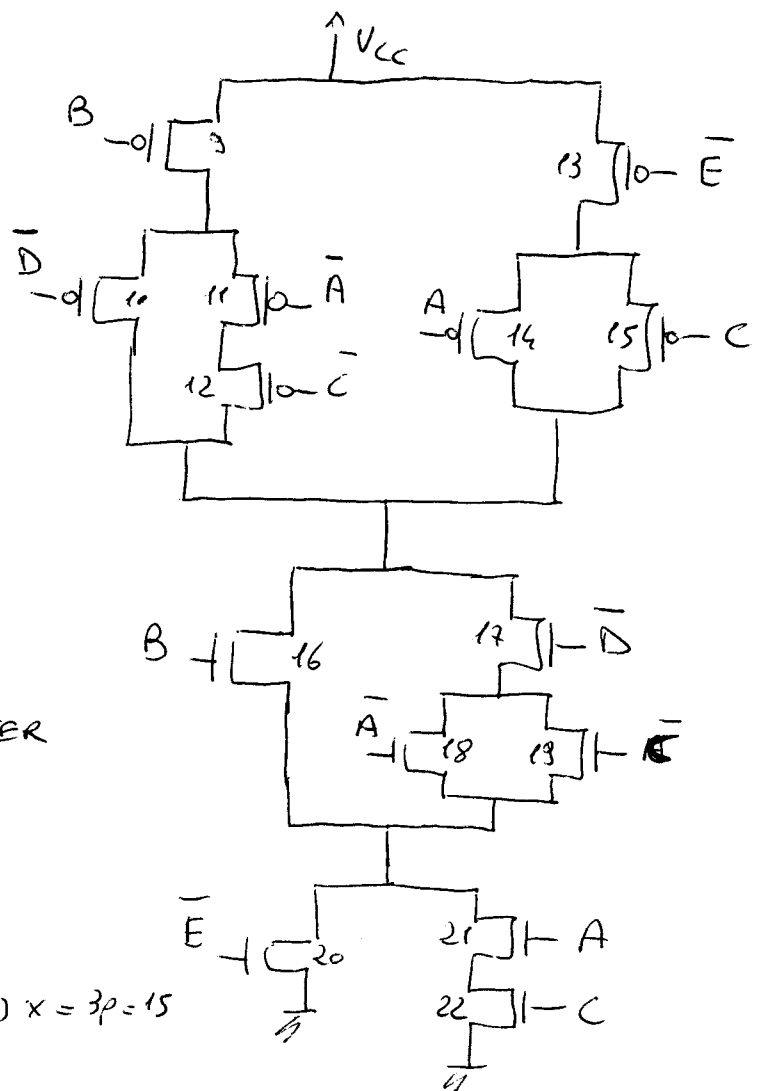 Vcc
B
9
13
E̅
D̅
10
11
A̅
A
14
15
C
12
C̅
B
16
17
D̅
A̅
18
19
C̅
ER
E̅
20
21
A
) x = 3p = 15
22
C